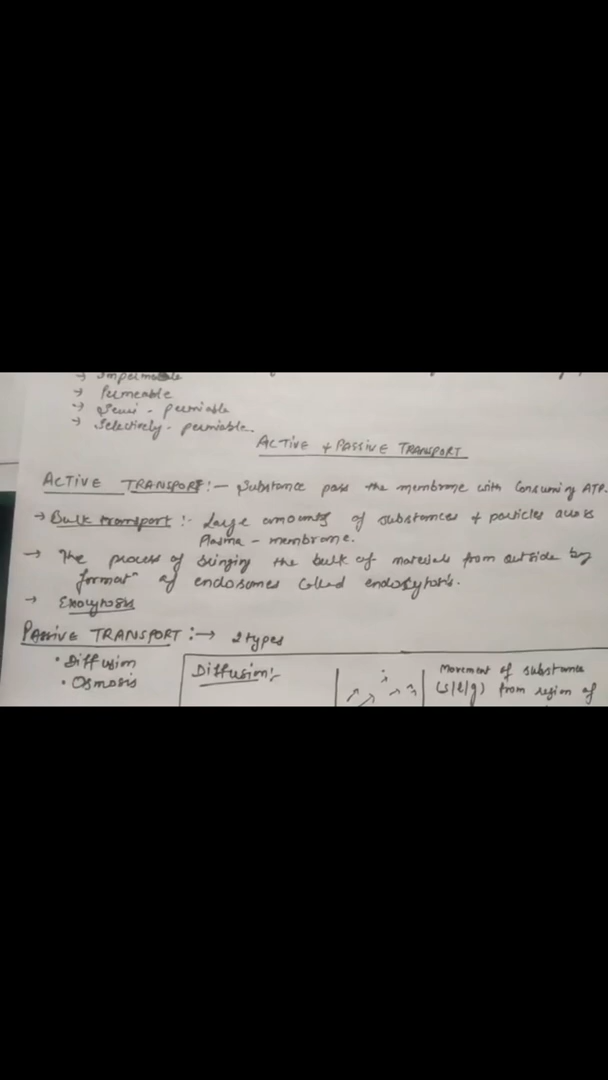 → Impermeable
→ Permeable
→ Semi - permiable
→ Selectively - permiable.
ACTIVE + PASSIVE TRANSPORT
ACTIVE TRANSPORT :- Substance pass the membrane with Consuming ATP.
→ Bulk transport :- Large amounts of substances + particles across
Plasma - membrane.
→ The process of bringing the bulk of materials from outside by
formatⁿ of endosomes called endocytosis.
→ Exocytosis
PASSIVE TRANSPORT :→ 2 types
• Diffusion
• Osmosis
Diffusion:-
Movement of substance
(s/l/g) from region of